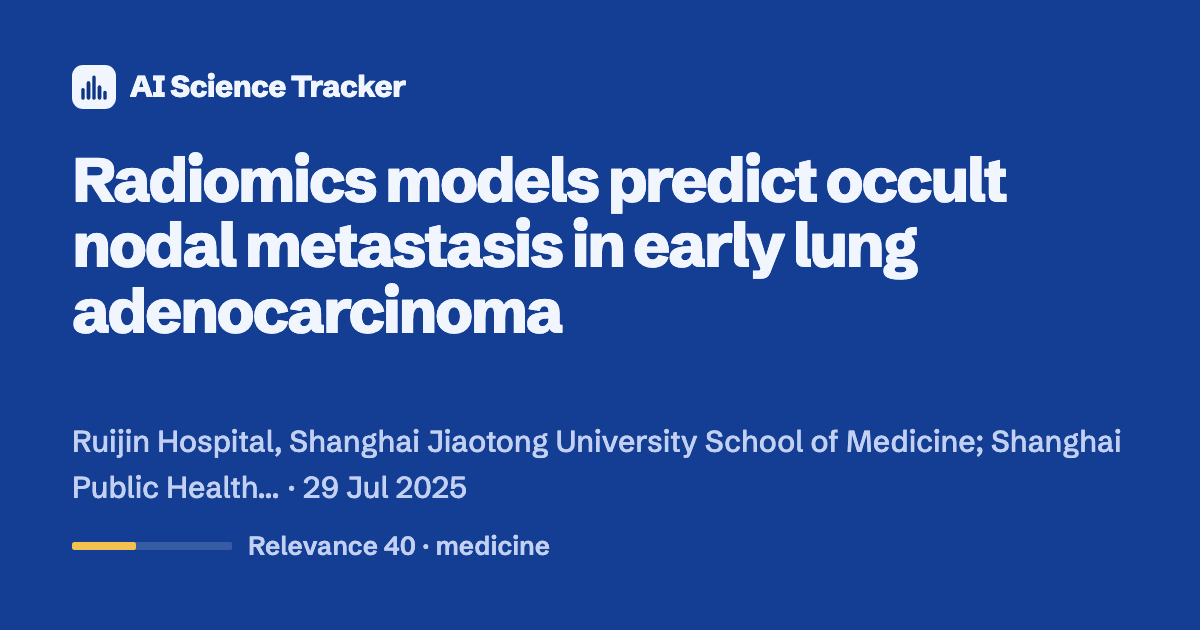 AI Science Tracker
Radiomics models predict occult
nodal metastasis in early lung
adenocarcinoma
Ruijin Hospital, Shanghai Jiaotong University School of Medicine; Shanghai
Public Health... · 29 Jul 2025
Relevance 40 · medicine